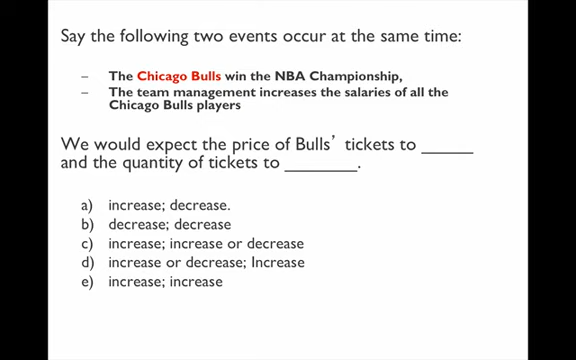 Say the following two events occur at the same time:
– The Chicago Bulls win the NBA Championship,
– The team management increases the salaries of all the
Chicago Bulls players
We would expect the price of Bulls’ tickets to _____
and the quantity of tickets to _______.
a) increase; decrease.
b) decrease; decrease
c) increase; increase or decrease
d) increase or decrease; Increase
e) increase; increase